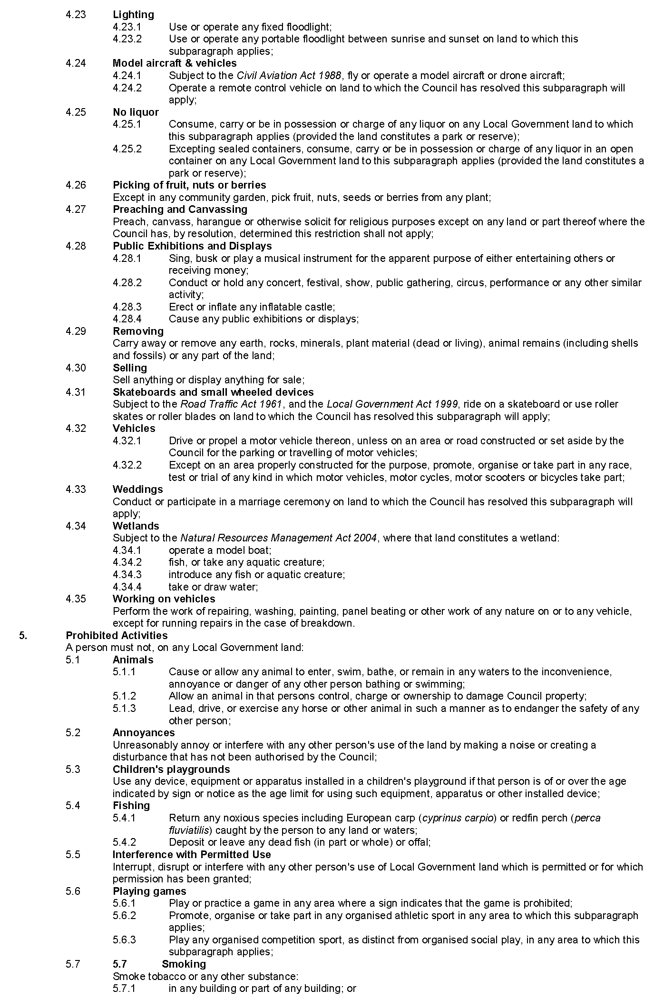 4.23 Lighting
4.23.1 Use or operate any fixed floodlight;
4.23.2 Use or operate any portable floodlight between sunrise and sunset on land to which this
subparagraph applies;
4.24 Model aircraft & vehicles
4.24.1 Subject to the Civil Aviation Act 1988, fly or operate a model aircraft or drone aircraft;
4.24.2 Operate a remote control vehicle on land to which the Council has resolved this subparagraph will
apply;
4.25 No liquor
4.25.1 Consume, carry or be in possession or charge of any liquor on any Local Government land to which
this subparagraph applies (provided the land constitutes a park or reserve);
4.25.2 Excepting sealed containers, consume, carry or be in possession or charge of any liquor in an open
container on any Local Government land to this subparagraph applies (provided the land constitutes a
park or reserve);
4.26 Picking of fruit, nuts or berries
Except in any community garden, pick fruit, nuts, seeds or berries from any plant;
4.27 Preaching and Canvassing
Preach, canvass, harangue or otherwise solicit for religious purposes except on any land or part thereof where the
Council has, by resolution, determined this restriction shall not apply;
4.28 Public Exhibitions and Displays
4.28.1 Sing, busk or play a musical instrument for the apparent purpose of either entertaining others or
receiving money;
4.28.2 Conduct or hold any concert, festival, show, public gathering, circus, performance or any other similar
activity;
4.28.3 Erect or inflate any inflatable castle;
4.28.4 Cause any public exhibitions or displays;
4.29 Removing
Carry away or remove any earth, rocks, minerals, plant material (dead or living), animal remains (including shells
and fossils) or any part of the land;
4.30 Selling
Sell anything or display anything for sale;
4.31 Skateboards and small wheeled devices
Subject to the Road Traffic Act 1961, and the Local Government Act 1999, ride on a skateboard or use roller
skates or roller blades on land to which the Council has resolved this subparagraph will apply;
4.32 Vehicles
4.32.1 Drive or propel a motor vehicle thereon, unless on an area or road constructed or set aside by the
Council for the parking or travelling of motor vehicles;
4.32.2 Except on an area properly constructed for the purpose, promote, organise or take part in any race,
test or trial of any kind in which motor vehicles, motor cycles, motor scooters or bicycles take part;
4.33 Weddings
Conduct or participate in a marriage ceremony on land to which the Council has resolved this subparagraph will
apply;
4.34 Wetlands
Subject to the Natural Resources Management Act 2004, where that land constitutes a wetland:
4.34.1 operate a model boat;
4.34.2 fish, or take any aquatic creature;
4.34.3 introduce any fish or aquatic creature;
4.34.4 take or draw water;
4.35 Working on vehicles
Perform the work of repairing, washing, painting, panel beating or other work of any nature on or to any vehicle,
except for running repairs in the case of breakdown.
5. Prohibited Activities
A person must not, on any Local Government land:
5.1 Animals
5.1.1 Cause or allow any animal to enter, swim, bathe, or remain in any waters to the inconvenience,
annoyance or danger of any other person bathing or swimming;
5.1.2 Allow an animal in that persons control, charge or ownership to damage Council property;
5.1.3 Lead, drive, or exercise any horse or other animal in such a manner as to endanger the safety of any
other person;
5.2 Annoyances
Unreasonably annoy or interfere with any other person's use of the land by making a noise or creating a
disturbance that has not been authorised by the Council;
5.3 Children's playgrounds
Use any device, equipment or apparatus installed in a children's playground if that person is of or over the age
indicated by sign or notice as the age limit for using such equipment, apparatus or other installed device;
5.4 Fishing
5.4.1 Return any noxious species including European carp (cyprinus carpio) or redfin perch (perca
fluviatilis) caught by the person to any land or waters;
5.4.2 Deposit or leave any dead fish (in part or whole) or offal;
5.5 Interference with Permitted Use
Interrupt, disrupt or interfere with any other person's use of Local Government land which is permitted or for which
permission has been granted;
5.6 Playing games
5.6.1 Play or practice a game in any area where a sign indicates that the game is prohibited;
5.6.2 Promote, organise or take part in any organised athletic sport in any area to which this subparagraph
applies;
5.6.3 Play any organised competition sport, as distinct from organised social play, in any area to which this
subparagraph applies;
5.7 5.7 Smoking
Smoke tobacco or any other substance:
5.7.1 in any building or part of any building; or